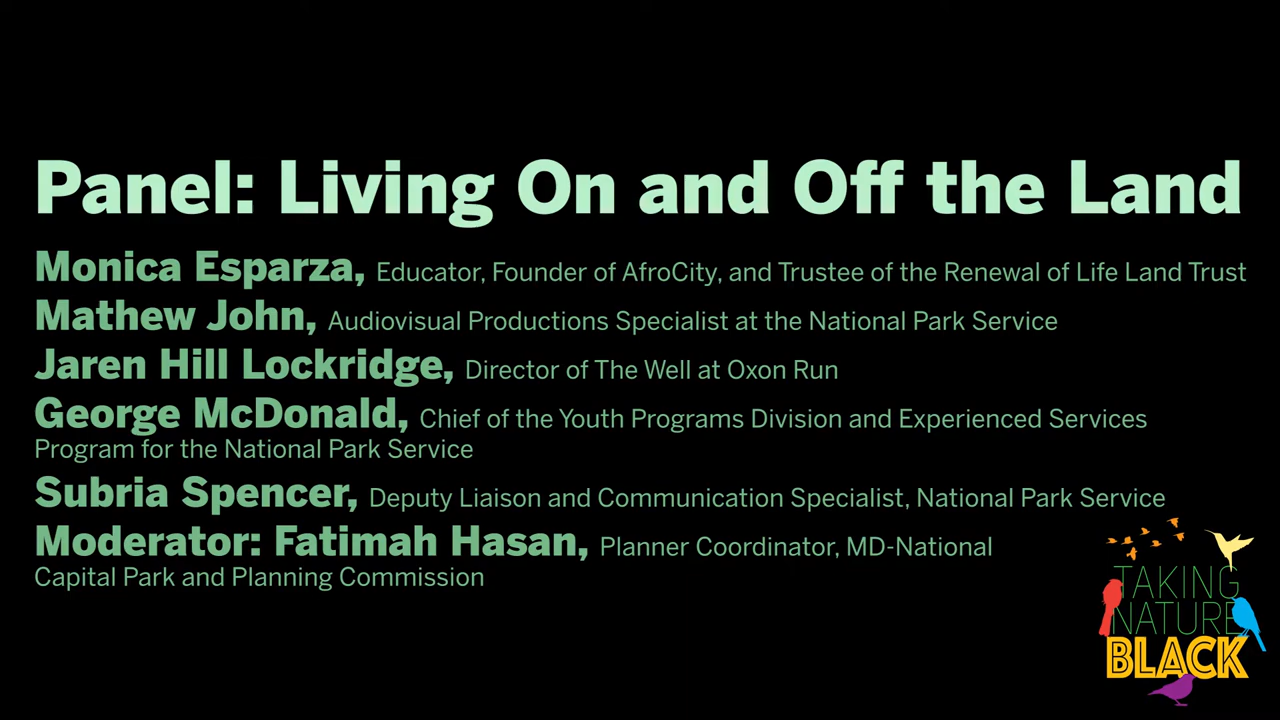 Panel: Living On and Off the Land
Monica Esparza, Educator, Founder of AfroCity, and Trustee of the Renewal of Life Land Trust
Mathew John, Audiovisual Productions Specialist at the National Park Service
Jaren Hill Lockridge, Director of The Well at Oxon Run
George McDonald, Chief of the Youth Programs Division and Experienced Services
Program for the National Park Service
Subria Spencer, Deputy Liaison and Communication Specialist, National Park Service
Moderator: Fatimah Hasan, Planner Coordinator, MD-National
Capital Park and Planning Commission
TAKING
NATURE
BLACK